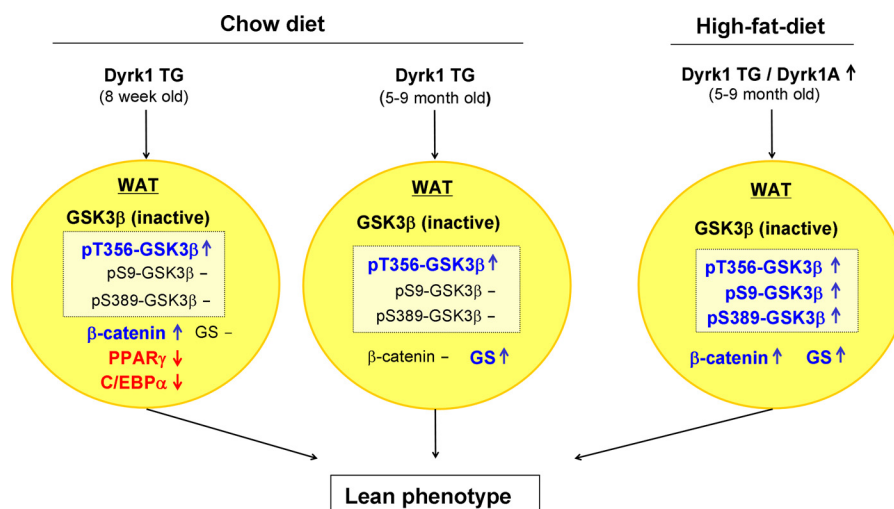 Chow diet
High-fat-diet
Dyrk1 TG
(8 week old)
Dyrk1 TG
(5-9 month old)
Dyrk1 TG / Dyrk1A ↑
(5-9 month old)
WAT
GSK3β (inactive)
pT356-GSK3β ↑
pS9-GSK3β –
pS389-GSK3β –
β-catenin ↑ GS –
PPARγ ↓
C/EBPα ↓
WAT
GSK3β (inactive)
pT356-GSK3β ↑
pS9-GSK3β –
pS389-GSK3β –
β-catenin – GS ↑
WAT
GSK3β (inactive)
pT356-GSK3β ↑
pS9-GSK3β ↑
pS389-GSK3β ↑
β-catenin ↑ GS ↑
Lean phenotype